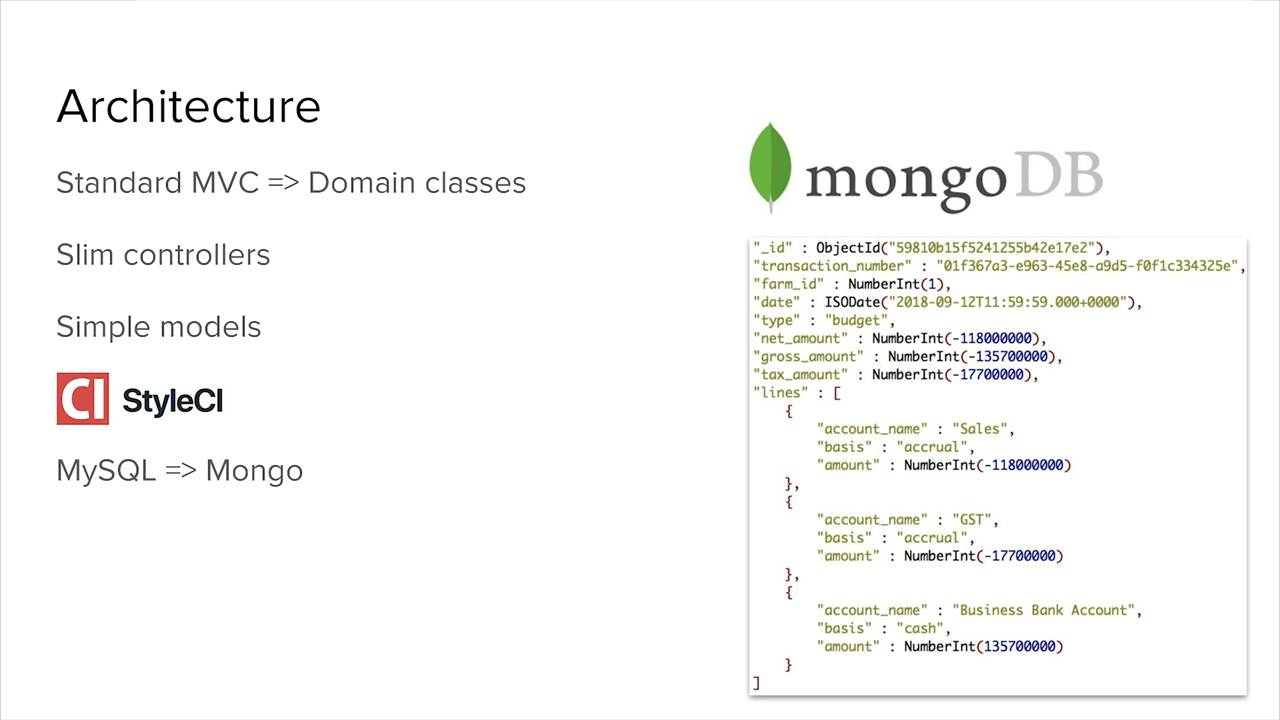 Architecture
Standard MVC => Domain classes
Slim controllers
Simple models
CI StyleCI
MySQL => Mongo
mongoDB
"_id" : ObjectId("59810b15f5241255b42e17e2"),
"transaction_number" : "01f367a3-e963-45e8-a9d5-f0f1c334325e",
"farm_id" : NumberInt(1),
"date" : ISODate("2018-09-12T11:59:59.000+0000"),
"type" : "budget",
"net_amount" : NumberInt(-118000000),
"gross_amount" : NumberInt(-135700000),
"tax_amount" : NumberInt(-17700000),
"lines" : [
{
"account_name" : "Sales",
"basis" : "accrual",
"amount" : NumberInt(-118000000)
},
{
"account_name" : "GST",
"basis" : "accrual",
"amount" : NumberInt(-17700000)
},
{
"account_name" : "Business Bank Account",
"basis" : "cash",
"amount" : NumberInt(135700000)
}
]